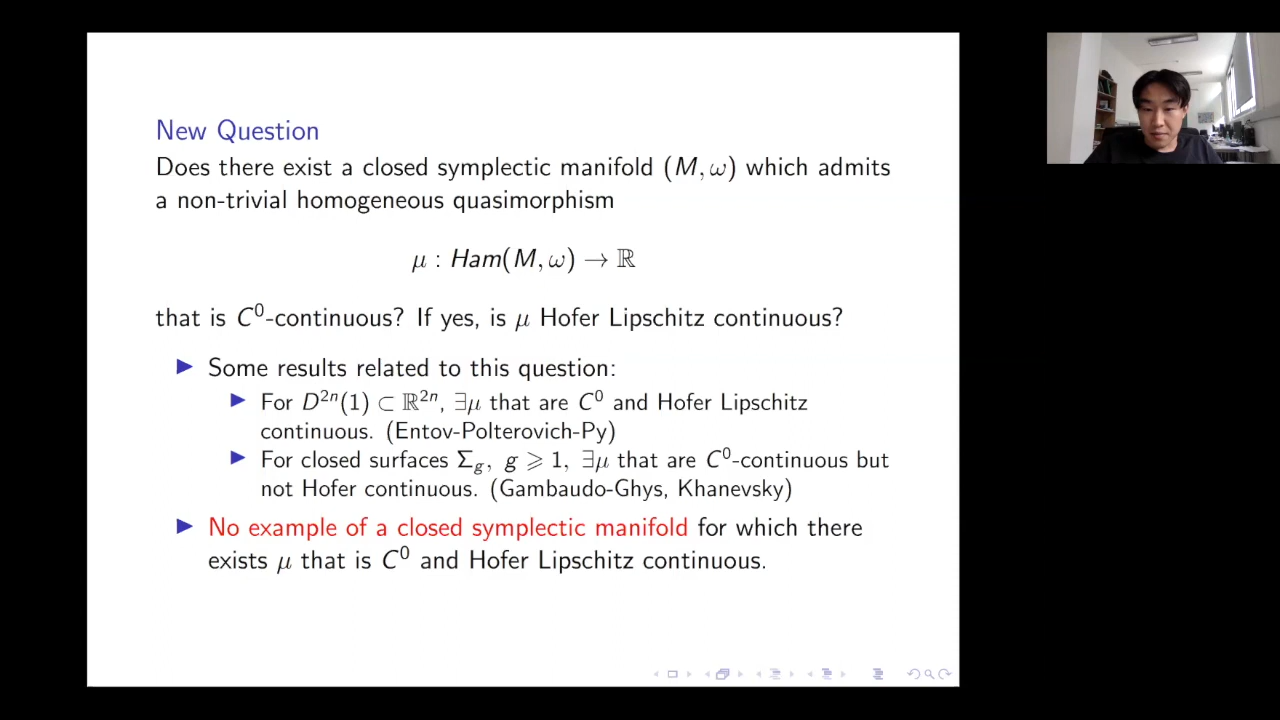 New Question
Does there exist a closed symplectic manifold (M, ω) which admits
a non-trivial homogeneous quasimorphism
μ : Ham(M, ω) → ℝ
that is C⁰-continuous? If yes, is μ Hofer Lipschitz continuous?
▶ Some results related to this question:
▶ For D²ⁿ(1) ⊂ ℝ²ⁿ, ∃μ that are C⁰ and Hofer Lipschitz
continuous. (Entov-Polterovich-Py)
▶ For closed surfaces Σg, g ⩾ 1, ∃μ that are C⁰-continuous but
not Hofer continuous. (Gambaudo-Ghys, Khanevsky)
▶ No example of a closed symplectic manifold for which there
exists μ that is C⁰ and Hofer Lipschitz continuous.